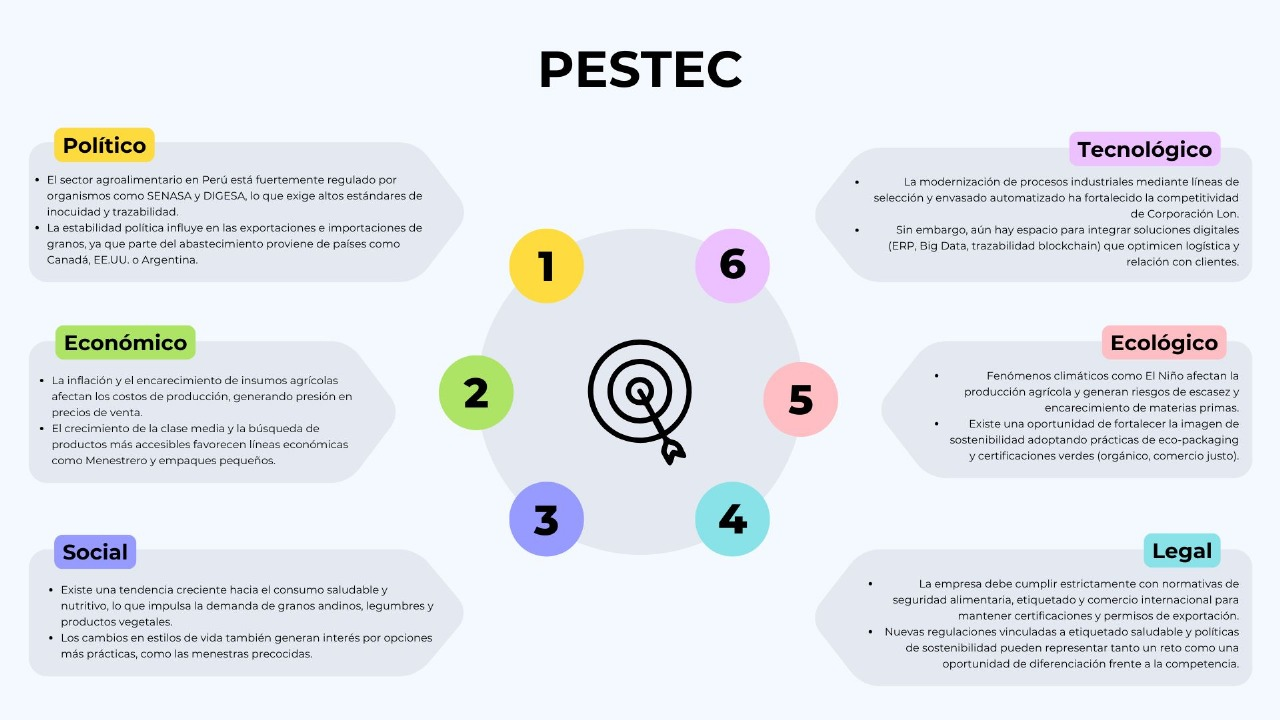 PESTEC
Político
• El sector agroalimentario en Perú está fuertemente regulado por
organismos como SENASA y DIGESA, lo que exige altos estándares de
inocuidad y trazabilidad.
• La estabilidad política influye en las exportaciones e importaciones de
granos, ya que parte del abastecimiento proviene de países como
Canadá, EE.UU. o Argentina.
Económico
• La inflación y el encarecimiento de insumos agrícolas
afectan los costos de producción, generando presión en
precios de venta.
• El crecimiento de la clase media y la búsqueda de
productos más accesibles favorecen líneas económicas
como Menestrero y empaques pequeños.
Social
• Existe una tendencia creciente hacia el consumo saludable y
nutritivo, lo que impulsa la demanda de granos andinos, legumbres y
productos vegetales.
• Los cambios en estilos de vida también generan interés por opciones
más prácticas, como las menestras precocidas.
1
2
3
6
5
4
Tecnológico
• La modernización de procesos industriales mediante líneas de
selección y envasado automatizado ha fortalecido la competitividad
de Corporación Lon.
• Sin embargo, aún hay espacio para integrar soluciones digitales
(ERP, Big Data, trazabilidad blockchain) que optimicen logística y
relación con clientes.
Ecológico
• Fenómenos climáticos como El Niño afectan la
producción agrícola y generan riesgos de escasez y
encarecimiento de materias primas.
• Existe una oportunidad de fortalecer la imagen de
sostenibilidad adoptando prácticas de eco-packaging
y certificaciones verdes (orgánico, comercio justo).
Legal
• La empresa debe cumplir estrictamente con normativas de
seguridad alimentaria, etiquetado y comercio internacional para
mantener certificaciones y permisos de exportación.
• Nuevas regulaciones vinculadas a etiquetado saludable y políticas
de sostenibilidad pueden representar tanto un reto como una
oportunidad de diferenciación frente a la competencia.